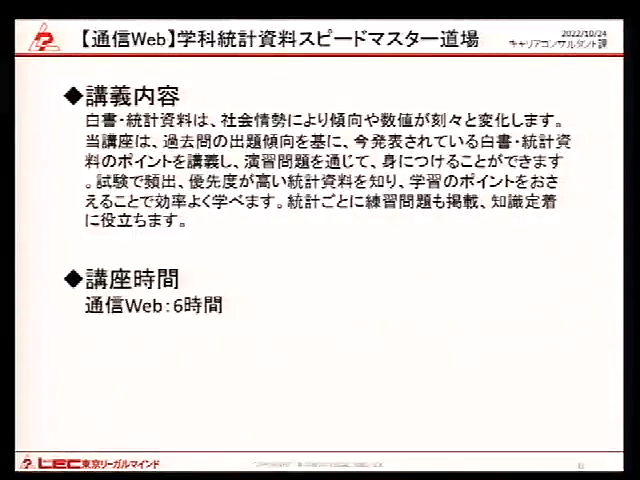 【通信Web】学科統計資料スピードマスター道場
2022/10/24
キャリアコンサルタント課
◆講義内容
白書・統計資料は、社会情勢により傾向や数値が刻々と変化します。
当講座は、過去問の出題傾向を基に、今発表されている白書・統計資
料のポイントを講義し、演習問題を通じて、身につけることができます
。試験で頻出、優先度が高い統計資料を知り、学習のポイントをおさ
えることで効率よく学べます。統計ごとに練習問題も掲載、知識定着
に役立ちます。
◆講座時間
通信Web：6時間
LEC東京リーガルマインド